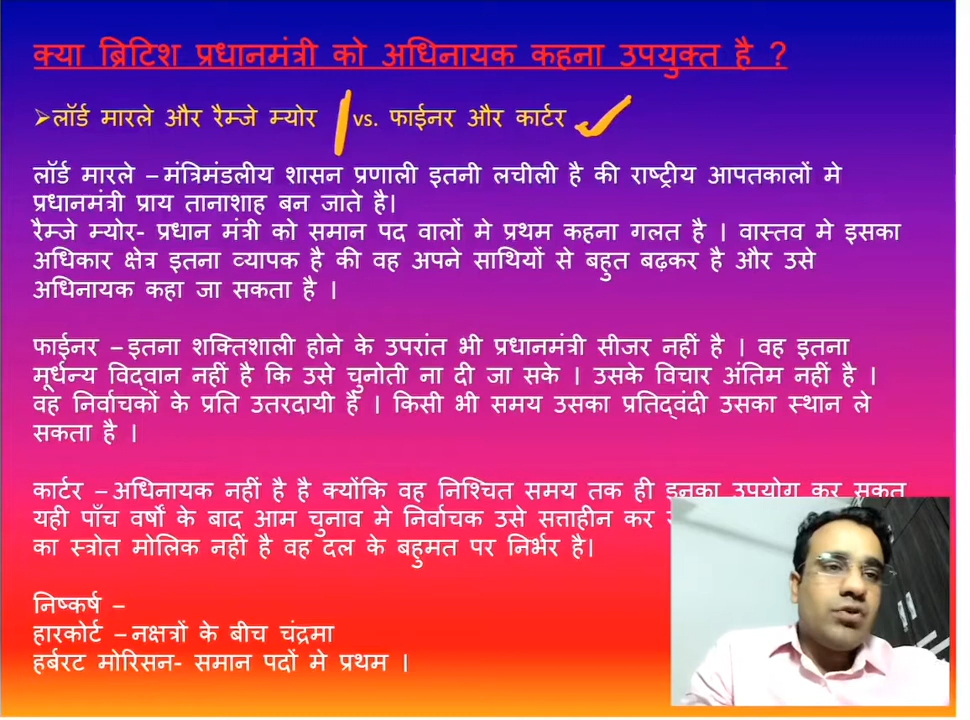 क्या ब्रिटिश प्रधानमंत्री को अधिनायक कहना उपयुक्त है ?
➢लॉर्ड मारले और रैम्जे म्योर vs. फाईनर और कार्टर
लॉर्ड मारले – मंत्रिमंडलीय शासन प्रणाली इतनी लचीली है की राष्ट्रीय आपतकालों मे
प्रधानमंत्री प्राय तानाशाह बन जाते है।
रैम्जे म्योर- प्रधान मंत्री को समान पद वालों मे प्रथम कहना गलत है । वास्तव मे इसका
अधिकार क्षेत्र इतना व्यापक है की वह अपने साथियों से बहुत बढ़कर है और उसे
अधिनायक कहा जा सकता है ।
फाईनर – इतना शक्तिशाली होने के उपरांत भी प्रधानमंत्री सीजर नहीं है । वह इतना
मूर्धन्य विद्वान नहीं है कि उसे चुनोती ना दी जा सके । उसके विचार अंतिम नहीं है ।
वह निर्वाचकों के प्रति उतरदायी है । किसी भी समय उसका प्रतिद्वंदी उसका स्थान ले
सकता है ।
कार्टर – अधिनायक नहीं है है क्योंकि वह निश्चित समय तक ही इनका उपयोग कर सकत
यही पाँच वर्षों के बाद आम चुनाव मे निर्वाचक उसे सत्ताहीन कर
का स्त्रोत मोलिक नहीं है वह दल के बहुमत पर निर्भर है।
निष्कर्ष –
हारकोर्ट – नक्षत्रों के बीच चंद्रमा
हर्बरट मोरिसन- समान पदों मे प्रथम ।